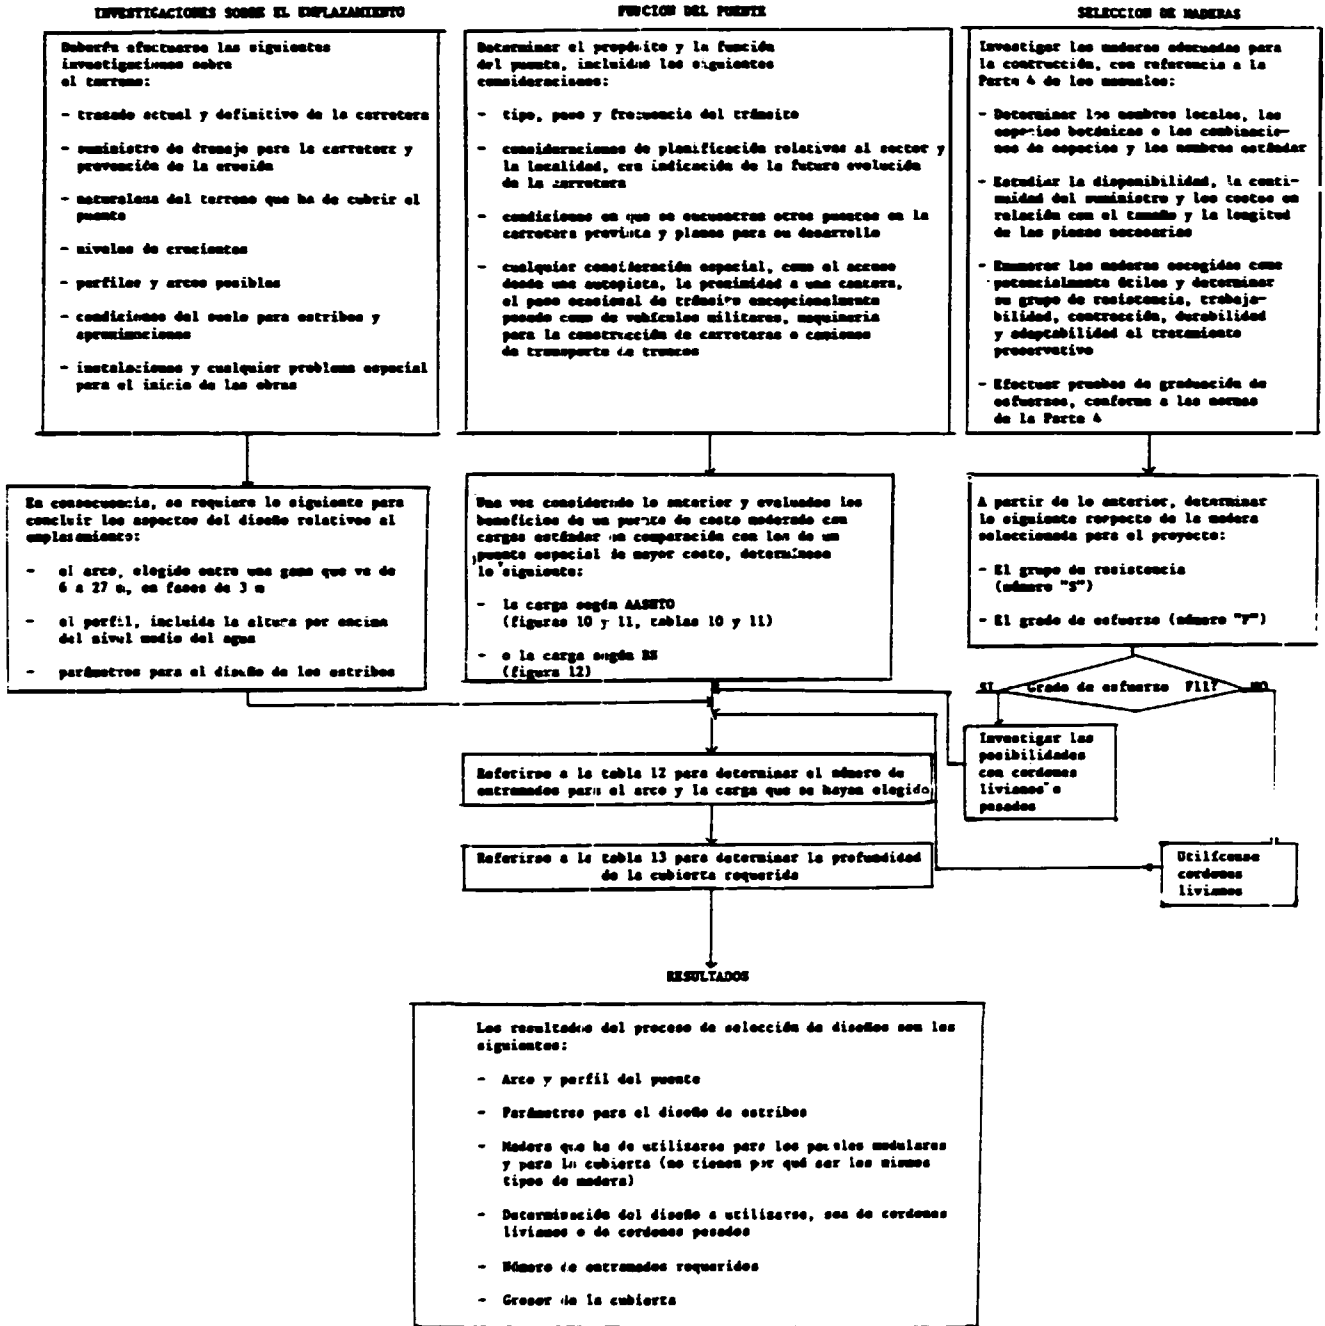 INVESTIGACIONES SOBRE EL EMPLAZAMIENTO
Deberán efectuarse las siguientes
investigaciones sobre
el terreno:
- trazado actual y definitivo de la carretera
- suministro de drenaje para la carretera y
prevención de la erosión
- naturaleza del terreno que ha de cubrir el
puente
- niveles de crecientes
- perfiles y arcos posibles
- condiciones del suelo para estribos y
aproximaciones
- instalaciones y cualquier problema especial
para el inicio de las obras
En consecuencia, se requiere lo siguiente para
concluir los aspectos del diseño relativos al
emplazamiento:
- el arco, elegido entre una gama que va de
6 a 27 m, en fases de 3 m
- el perfil, incluida la altura por encima
del nivel medio del agua
- parámetros para el diseño de los estribos
FUNCION DEL PUENTE
Determinar el propósito y la función
del puente, incluidas las siguientes
consideraciones:
- tipo, peso y frecuencia del tránsito
- consideraciones de planificación relativas al sector y
la localidad, con indicación de la futura evolución
de la carretera
- condiciones en que se encuentran otros puentes en la
carretera prevista y planes para su desarrollo
- cualquier consideración especial, como el acceso
desde una autopista, la proximidad a una cantera,
el paso ocasional de tránsito excepcionalmente
pesado como de vehículos militares, maquinaria
para la construcción de carreteras o camiones
de transporte de troncos
Una vez considerado lo anterior y evaluados los
beneficios de un puente de costo moderado con
cargas estándar en comparación con los de un
puente especial de mayor costo, determínese
lo siguiente:
- la carga según AASHTO
(figuras 10 y 11, tablas 10 y 11)
- o la carga según BS
(figura 12)
SELECCION DE MADERAS
Investigar las maderas adecuadas para
la contrucción, con referencia a la
Parte 4 de los manuales:
- Determinar los nombres locales, las
especies botánicas o las combinacio-
nes de especies y los nombres estándar
- Estudiar la disponibilidad, la conti-
nuidad del suministro y los costos en
relación con el tamaño y la longitud
de las piezas necesarias
- Enumerar las maderas escogidas como
potencialmente útiles y determinar
su grupo de resistencia, trabaja-
bilidad, contracción, durabilidad
y adaptabilidad al tratamiento
preservativo
- Efectuar pruebas de graduación de
esfuerzos, conforme a las normas
de la Parte 4
A partir de lo anterior, determinar
lo siguiente respecto de la madera
seleccionada para el proyecto:
- El grupo de resistencia
(número "S")
- El grado de esfuerzo (número "F")
SI Grado de esfuerzo F11? NO
Investigar las
posibilidades
con cordones
livianos o
pesados
Utilícense
cordones
livianos
Referirse a la tabla 12 para determinar el número de
entramados para el arco y la carga que se hayan elegido
Referirse a la tabla 13 para determinar la profundidad
de la cubierta requerida
RESULTADOS
Los resultados del proceso de selección de diseños son los
siguientes:
- Arco y perfil del puente
- Parámetros para el diseño de estribos
- Madera que ha de utilizarse para los paneles modulares
y para la cubierta (no tienen por qué ser los mismos
tipos de madera)
- Determinación del diseño a utilizarse, sea de cordones
livianos o de cordones pesados
- Número de entramados requeridos
- Grosor de la cubierta